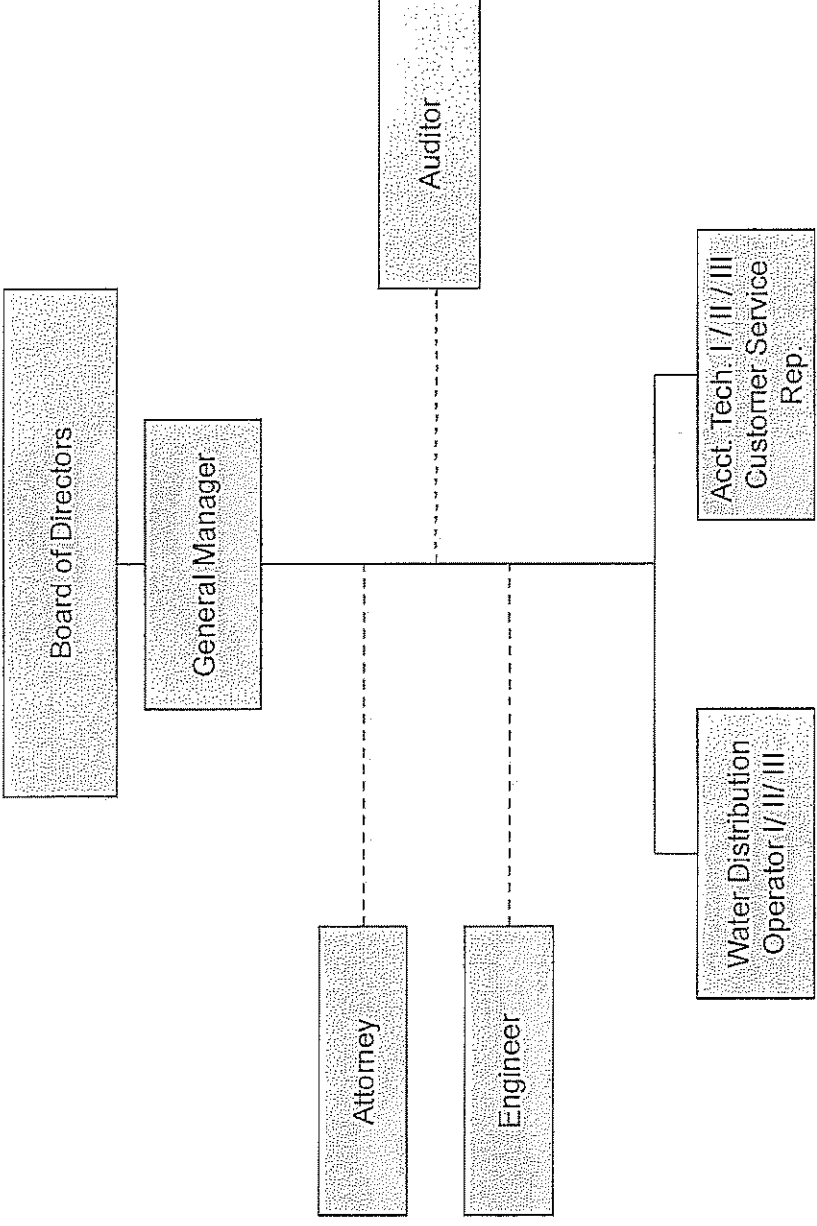 Board of Directors
General Manager
Attorney
Auditor
Engineer
Water Distribution
Operator I/ II/ III
Acct. Tech. I / II / III
Customer Service
Rep.